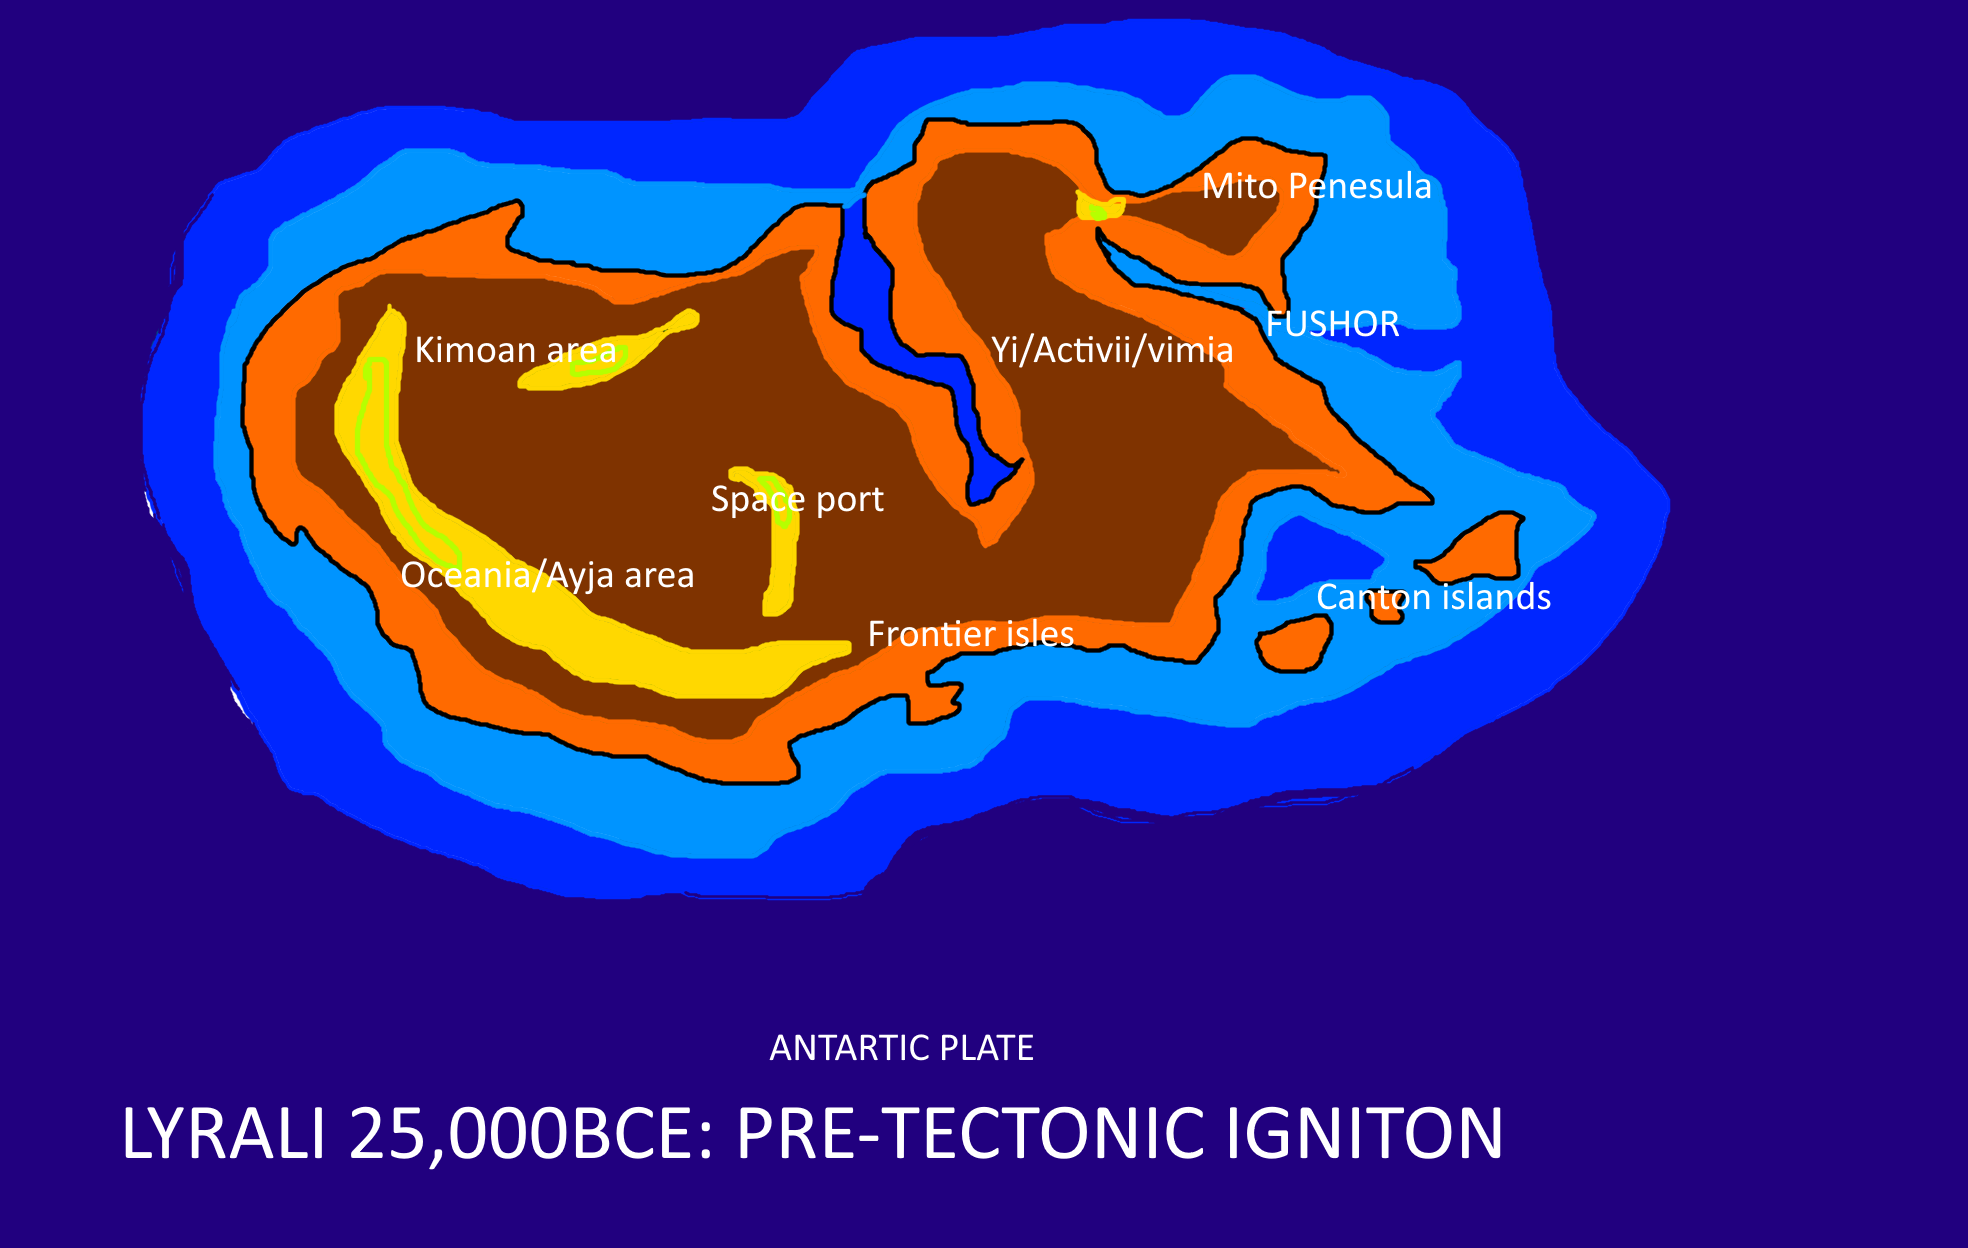 Mito Penesula
FUSHOR
Kimoan area
Yi/Activii/vimia
Space port
Oceania/Ayja area
Canton islands
Frontier isles
ANTARTIC PLATE
LYRALI 25,000BCE: PRE-TECTONIC IGNITON